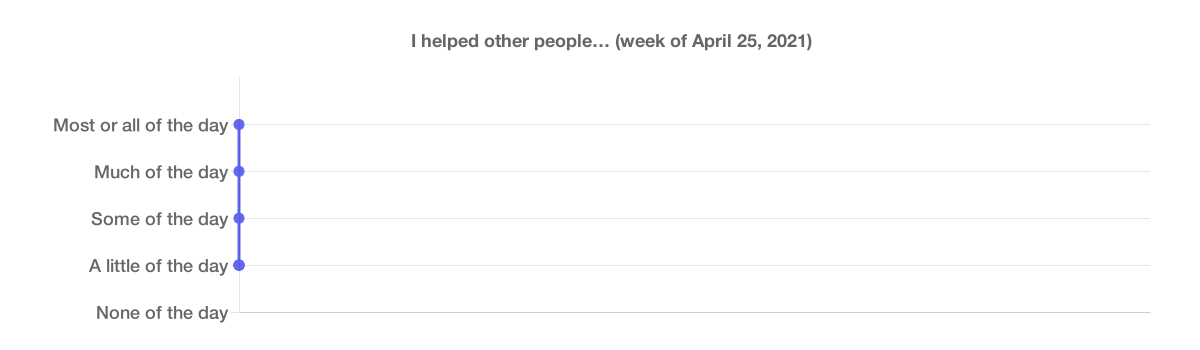 I helped other people… (week of April 25, 2021)
Most or all of the day
Much of the day
Some of the day
A little of the day
None of the day